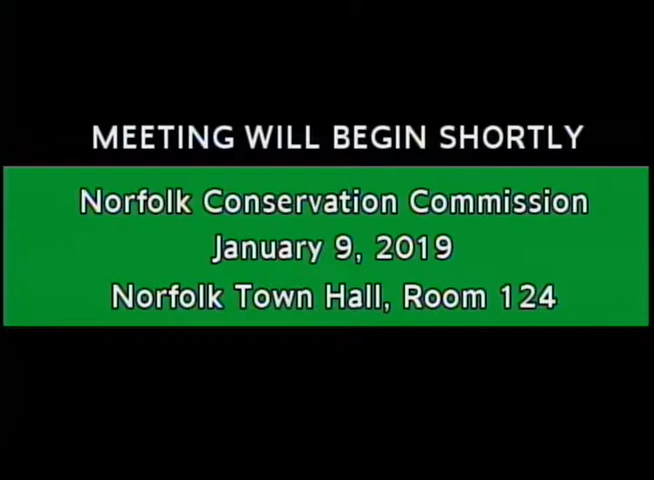 MEETING WILL BEGIN SHORTLY
Norfolk Conservation Commission
January 9, 2019
Norfolk Town Hall, Room 124